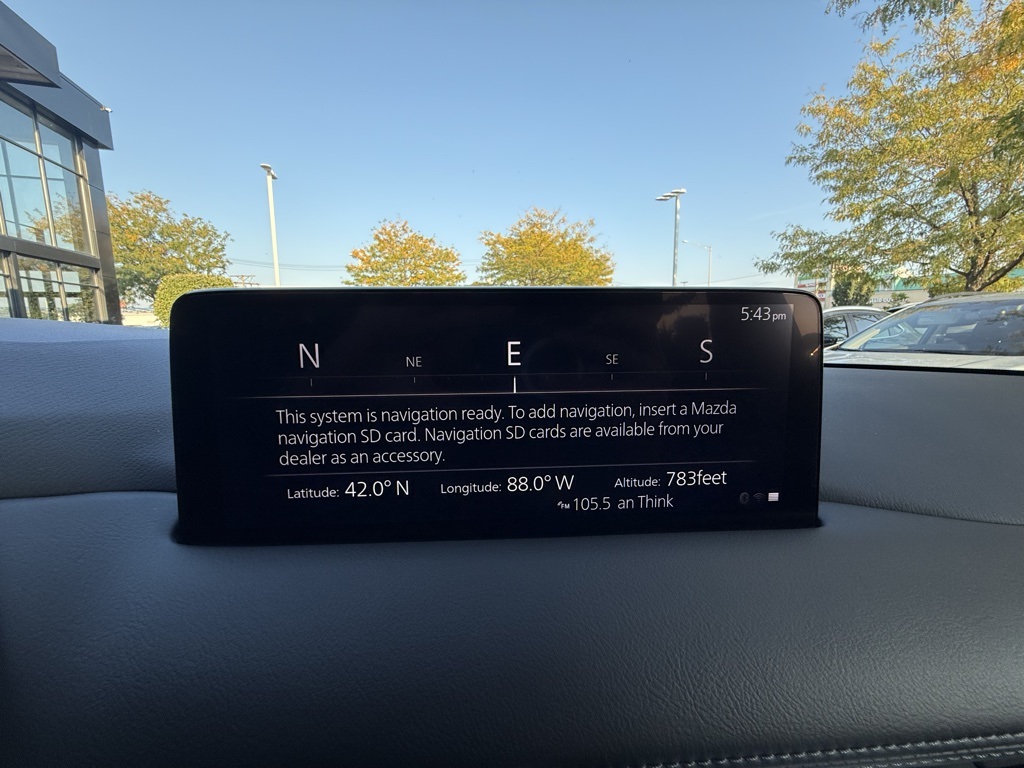 5:43 pm
N NE E SE S
This system is navigation ready. To add navigation, insert a Mazda
navigation SD card. Navigation SD cards are available from your
dealer as an accessory.
Latitude: 42.0° N Longitude: 88.0° W Altitude: 783feet
FM 105.5 an Think